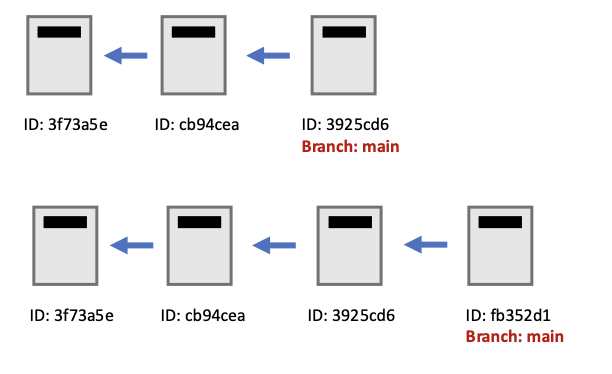 ID: 3f73a5e
ID: cb94cea
ID: 3925cd6
Branch: main
ID: 3f73a5e
ID: cb94cea
ID: 3925cd6
ID: fb352d1
Branch: main